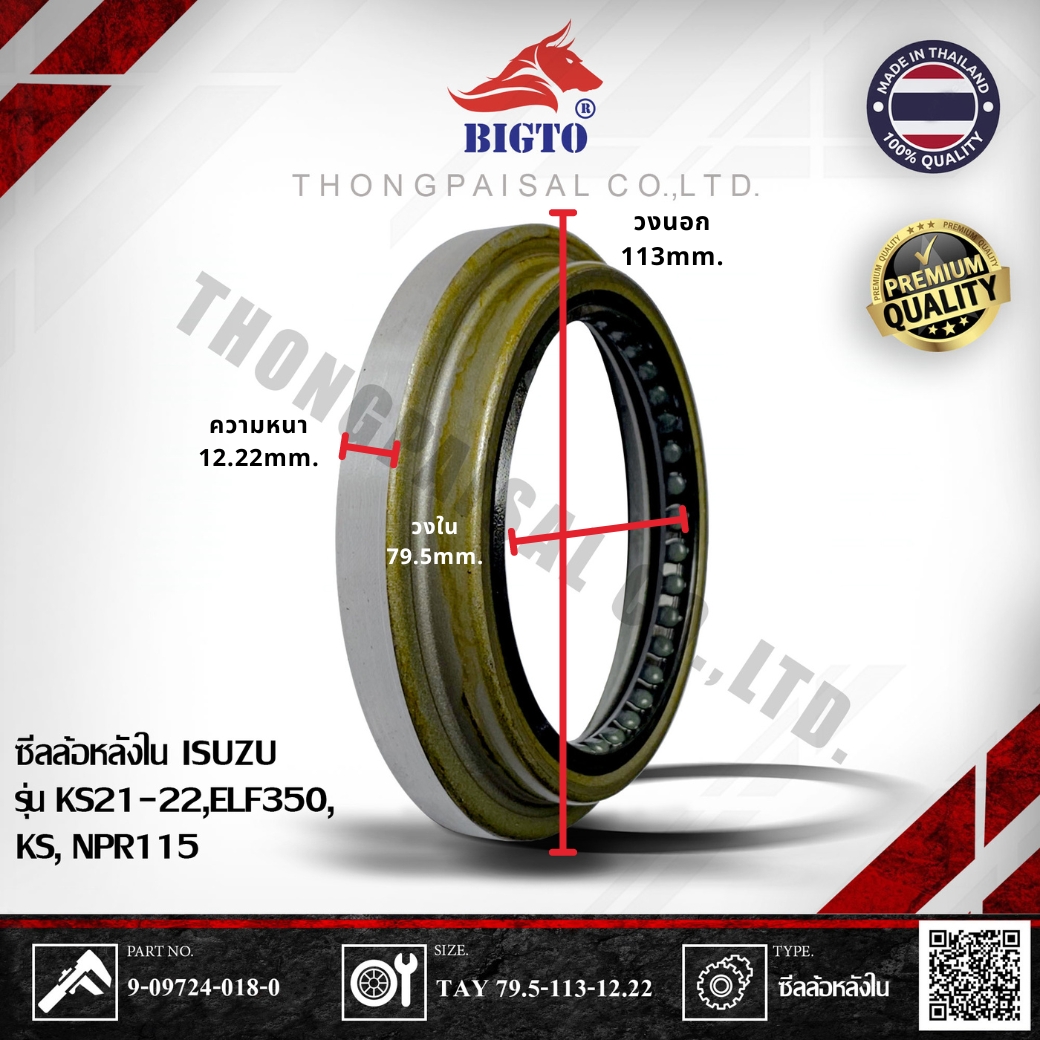 BIGTO ®
THONGPAISAL CO.,LTD.
MADE IN THAILAND
100% QUALITY
PREMIUM QUALITY
PREMIUM
QUALITY
วงนอก
113mm.
THONGPAISAL CO.,LTD.
ความหนา
12.22mm.
วงใน
79.5mm.
ซีลล้อหลังใน ISUZU
รุ่น KS21-22,ELF350,
KS, NPR115
PART NO.
9-09724-018-0
SIZE.
TAY 79.5-113-12.22
TYPE.
ซีลล้อหลังใน